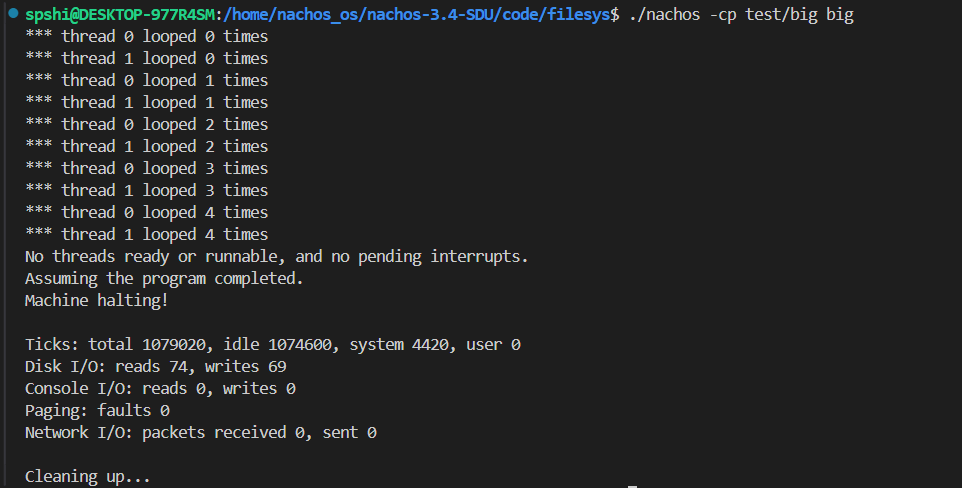 spshi@DESKTOP-977R4SM:/home/nachos_os/nachos-3.4-SDU/code/filesys$ ./nachos -cp test/big big
*** thread 0 looped 0 times
*** thread 1 looped 0 times
*** thread 0 looped 1 times
*** thread 1 looped 1 times
*** thread 0 looped 2 times
*** thread 1 looped 2 times
*** thread 0 looped 3 times
*** thread 1 looped 3 times
*** thread 0 looped 4 times
*** thread 1 looped 4 times
No threads ready or runnable, and no pending interrupts.
Assuming the program completed.
Machine halting!

Ticks: total 1079020, idle 1074600, system 4420, user 0
Disk I/O: reads 74, writes 69
Console I/O: reads 0, writes 0
Paging: faults 0
Network I/O: packets received 0, sent 0

Cleaning up...